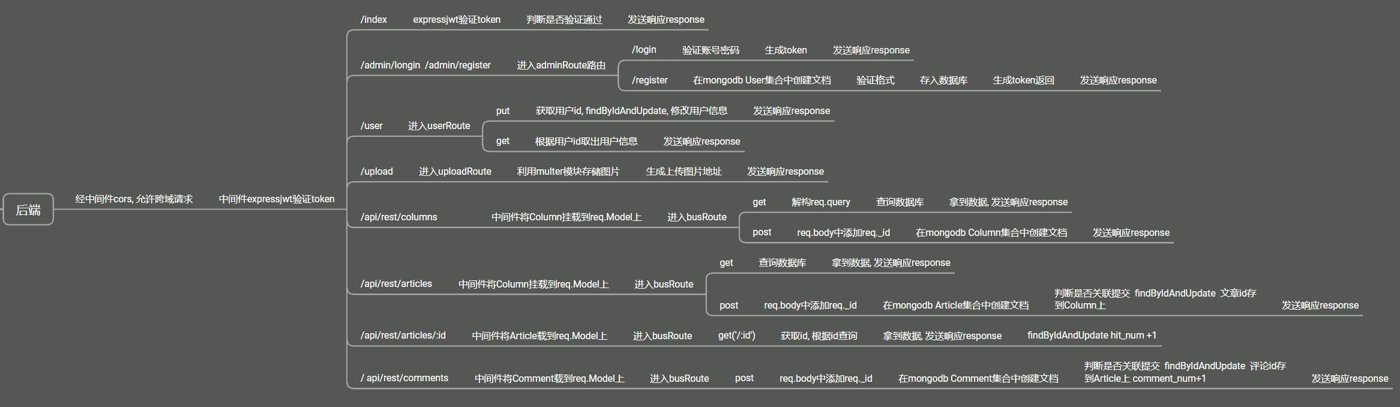 /index expressjwt验证token 判断是否验证通过 发送响应response
/login 验证账号密码 生成token 发送响应response
/admin/longin /admin/register 进入adminRoute路由
/register 在mongodb User集合中创建文档 验证格式 存入数据库 生成token返回 发送响应response
put 获取用户id, findByIdAndUpdate, 修改用户信息 发送响应response
/user 进入userRoute
get 根据用户id取出用户信息 发送响应response
/upload 进入uploadRoute 利用multer模块存储图片 生成上传图片地址 发送响应response
后端 经中间件cors, 允许跨域请求 中间件expressjwt验证token
get 解构req.query 查询数据库 拿到数据, 发送响应response
/api/rest/columns 中间件将Column挂载到req.Model上 进入busRoute
post req.body中添加req._id 在mongodb Column集合中创建文档 发送响应response
get 查询数据库 拿到数据, 发送响应response
/api/rest/articles 中间件将Column挂载到req.Model上 进入busRoute
post req.body中添加req._id 在mongodb Article集合中创建文档 判断是否关联提交 findByIdAndUpdate 文章id存
到Column上 发送响应response
/api/rest/articles/:id 中间件将Article载到req.Model上 进入busRoute get('/:id') 获取id, 根据id查询 拿到数据, 发送响应response findByIdAndUpdate hit_num +1
/ api/rest/comments 中间件将Comment载到req.Model上 进入busRoute post req.body中添加req._id 在mongodb Comment集合中创建文档 判断是否关联提交 findByIdAndUpdate 评论id存
到Article上 comment_num+1 发送响应response